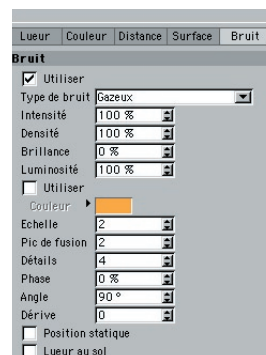 Lueur Couleur Distance Surface Bruit
Bruit
Utiliser
Type de bruit Gazeux
Intensité 100 %
Densité 100 %
Brillance 0 %
Luminosité 100 %
Utiliser
Couleur
Echelle 2
Pic de fusion 2
Détails 4
Phase 0 %
Angle 90 °
Dérive 0
Position statique
Lueur au sol